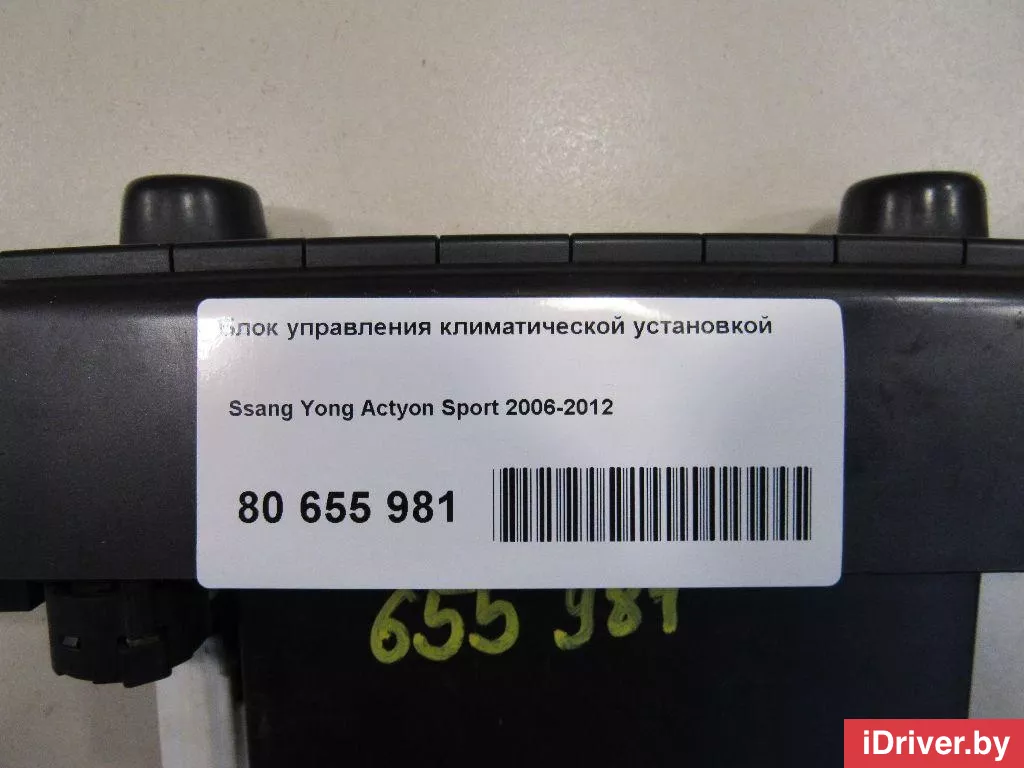 Блок управления климатической установкой
Ssang Yong Actyon Sport 2006-2012
80 655 981
655 981
iDriver.by